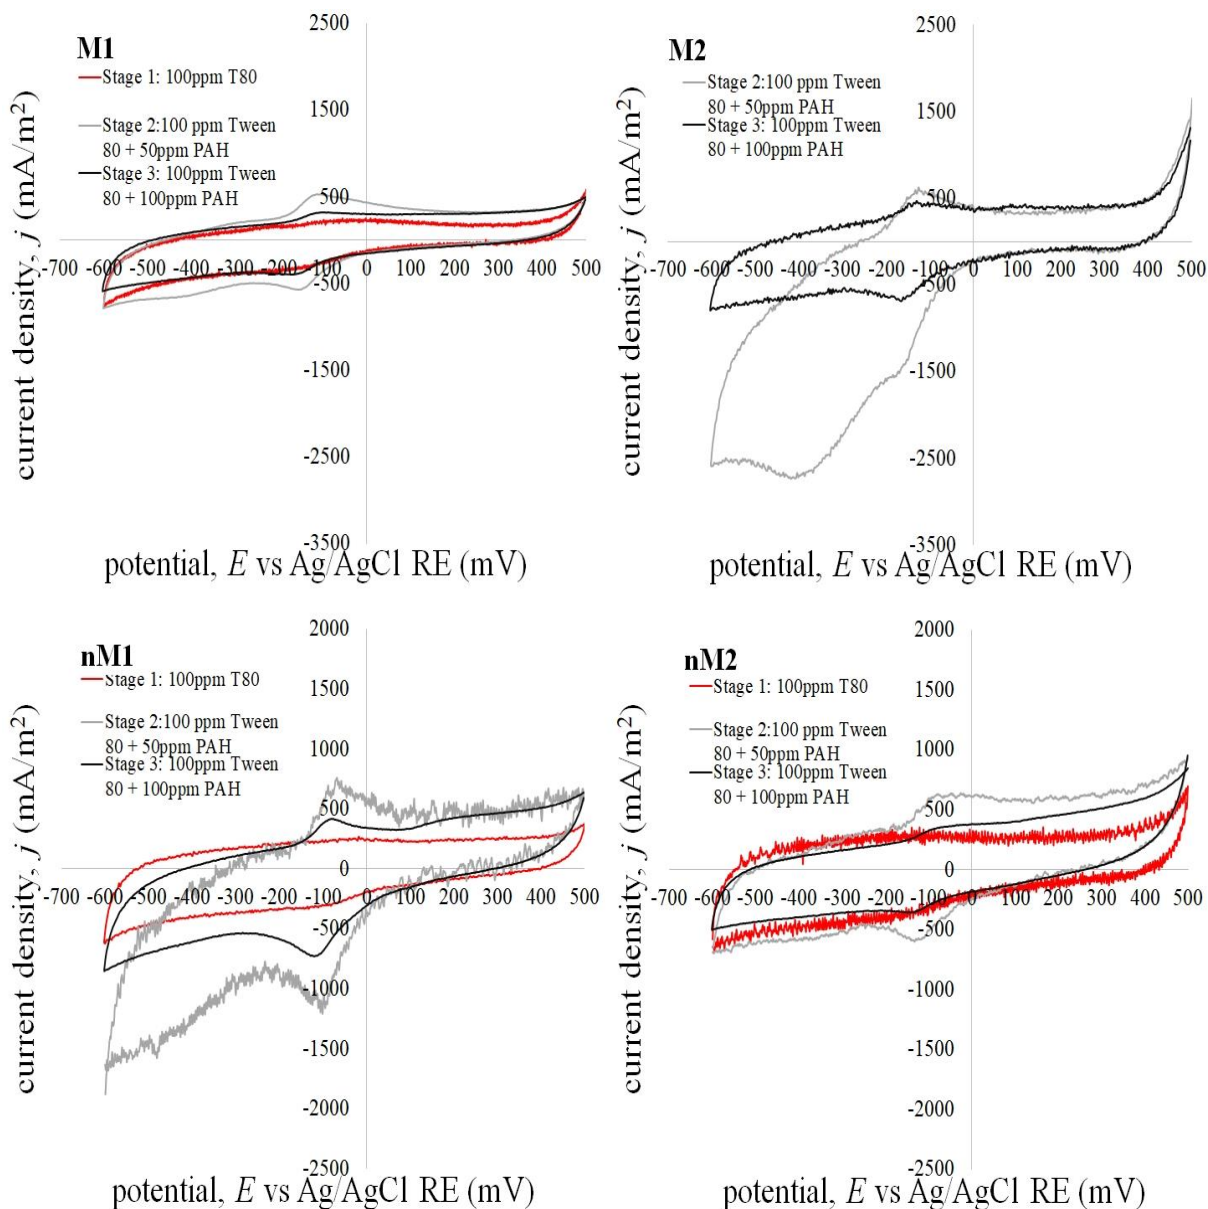 M1
Stage 1: 100ppm T80
Stage 2:100 ppm Tween
80 + 50ppm PAH
Stage 3: 100ppm Tween
80 + 100ppm PAH
2500
1500
500
-500
-1500
-2500
-3500
-700 -600 -500 -400 -300 -200 -100 0 100 200 300 400 500
current density, j (mA/m²)
potential, E vs Ag/AgCl RE (mV)
M2
Stage 2:100 ppm Tween
80 + 50ppm PAH
Stage 3: 100ppm Tween
80 + 100ppm PAH
2500
1500
500
-500
-1500
-2500
-3500
-700 -600 -500 -400 -300 -200 -100 0 100 200 300 400 500
current density, j (mA/m²)
potential, E vs Ag/AgCl RE (mV)
nM1
Stage 1: 100ppm T80
Stage 2:100 ppm Tween
80 + 50ppm PAH
Stage 3: 100ppm Tween
80 + 100ppm PAH
2000
1500
1000
500
0
-500
-1000
-1500
-2000
-2500
-700 -600 -500 -400 -300 -200 -100 0 100 200 300 400 500
current density, j (mA/m²)
potential, E vs Ag/AgCl RE (mV)
nM2
Stage 1: 100ppm T80
Stage 2:100 ppm Tween
80 + 50ppm PAH
Stage 3: 100ppm Tween
80 + 100ppm PAH
2000
1500
1000
500
0
-500
-1000
-1500
-2000
-2500
-700 -600 -500 -400 -300 -200 -100 0 100 200 300 400 500
current density, j (mA/m²)
potential, E vs Ag/AgCl RE (mV)